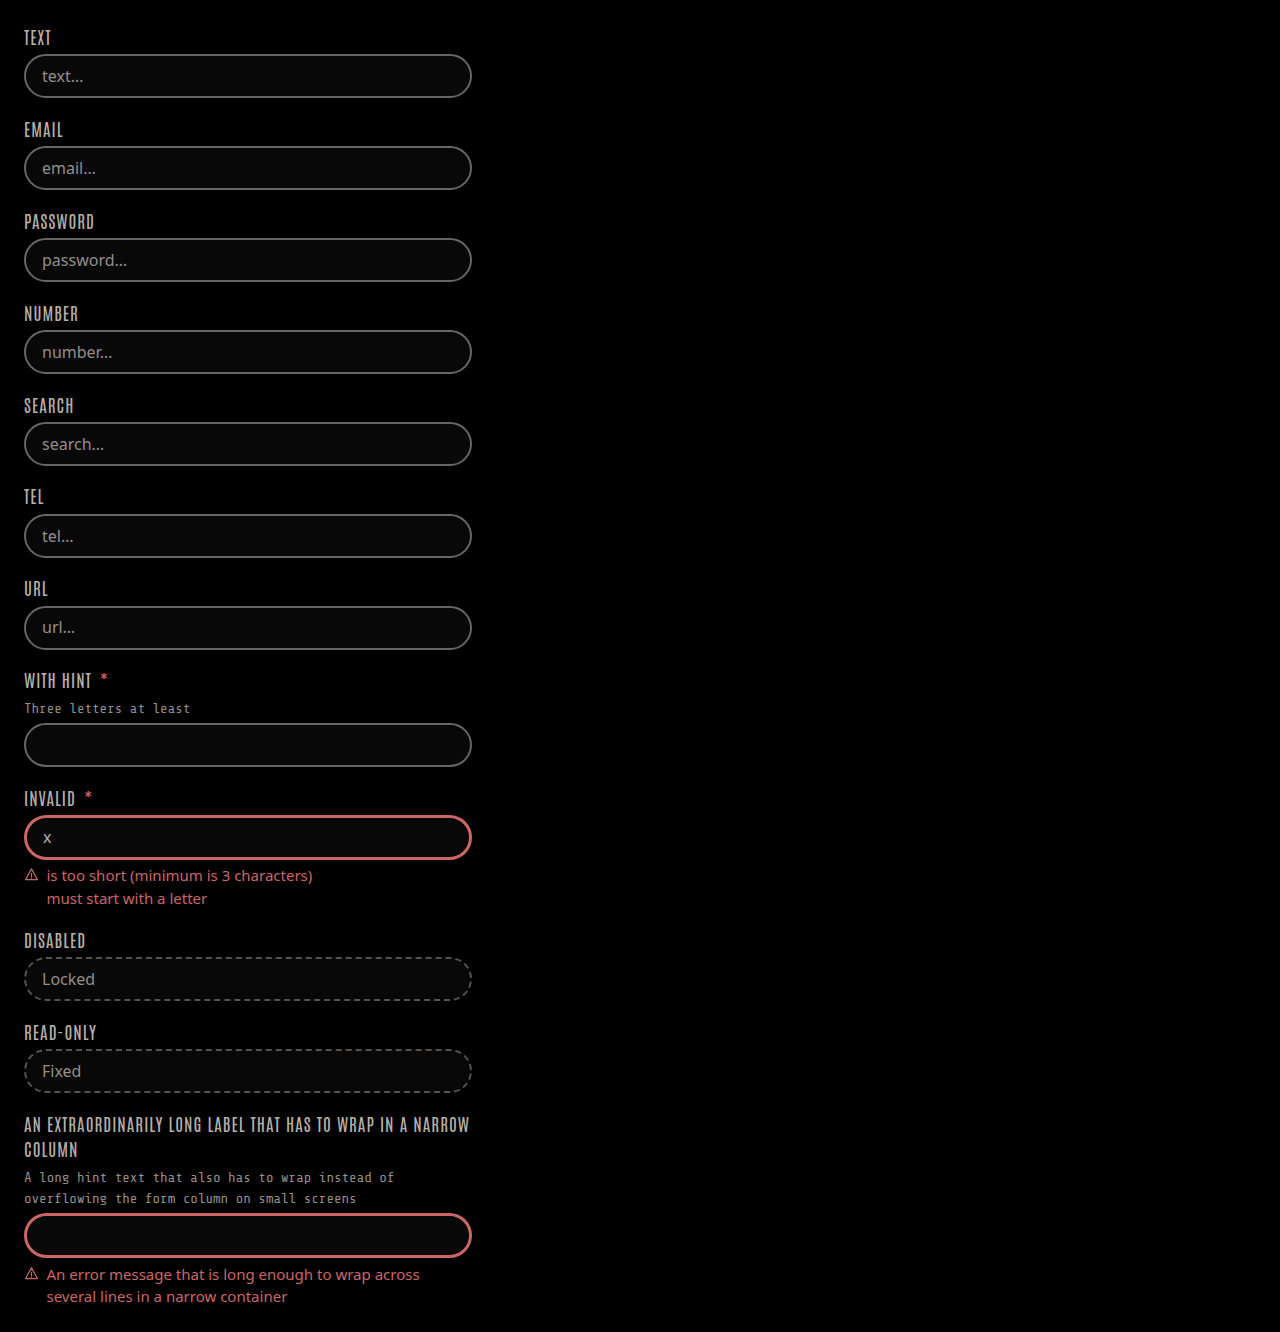 TEXT
text...
EMAIL
email...
PASSWORD
password...
NUMBER
number...
SEARCH
search...
TEL
tel...
URL
url...
WITH HINT *
Three letters at least
INVALID *
x
is too short (minimum is 3 characters)
must start with a letter
DISABLED
Locked
READ-ONLY
Fixed
AN EXTRAORDINARILY LONG LABEL THAT HAS TO WRAP IN A NARROW
COLUMN
A long hint text that also has to wrap instead of
overflowing the form column on small screens
An error message that is long enough to wrap across
several lines in a narrow container